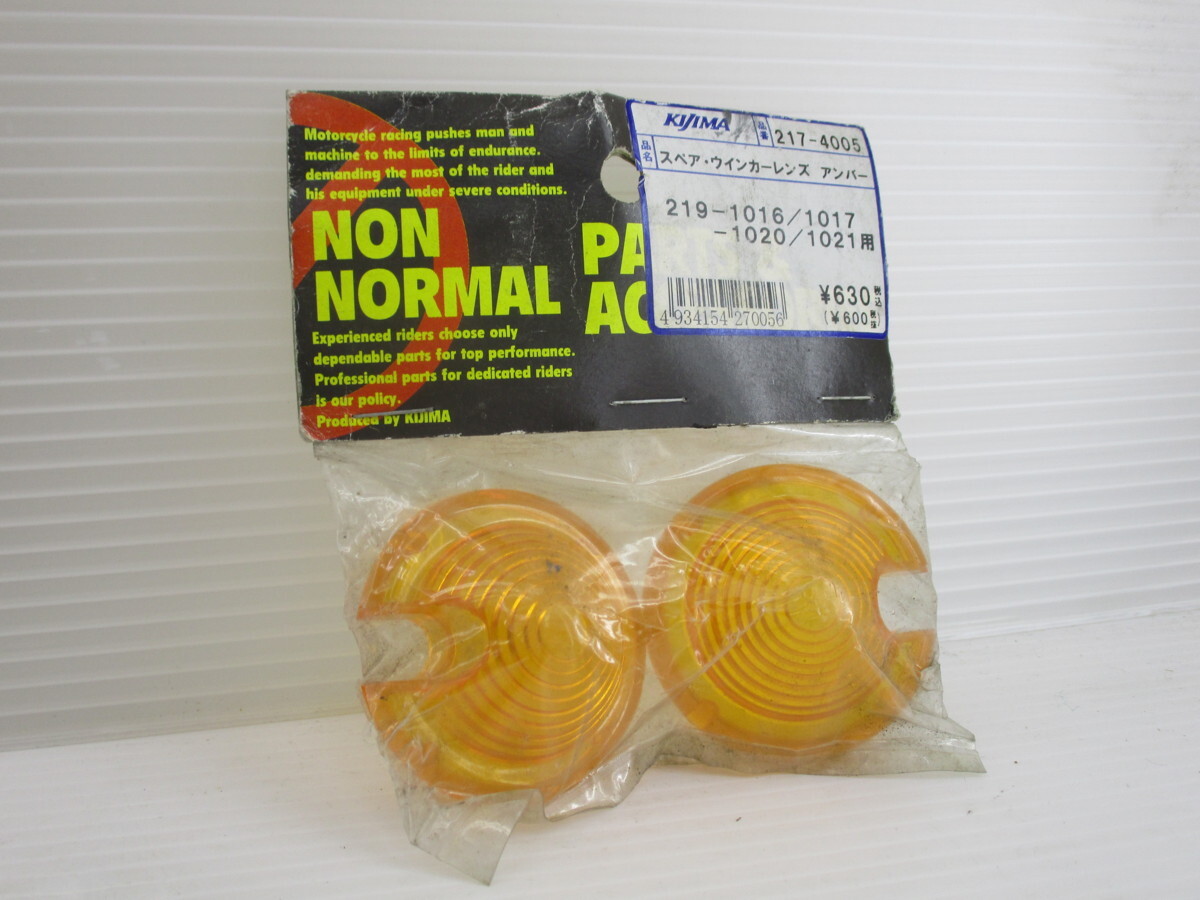 Motorcycle racing pushes man and
machine to the limits of endurance.
demanding the most of the rider and
his equipment under severe conditions.
NON
NORMAL
Experienced riders choose only
dependable parts for top performance.
Professional parts for dedicated riders
is our policy.
Produced by KIJIMA
PARTS &
AC
KIJIMA 品番 217-4005
品名 スペア・ウインカーレンズ アンバー
219-1016/1017
-1020/1021用
¥630 税込
(¥600 税抜
4 934154 270056